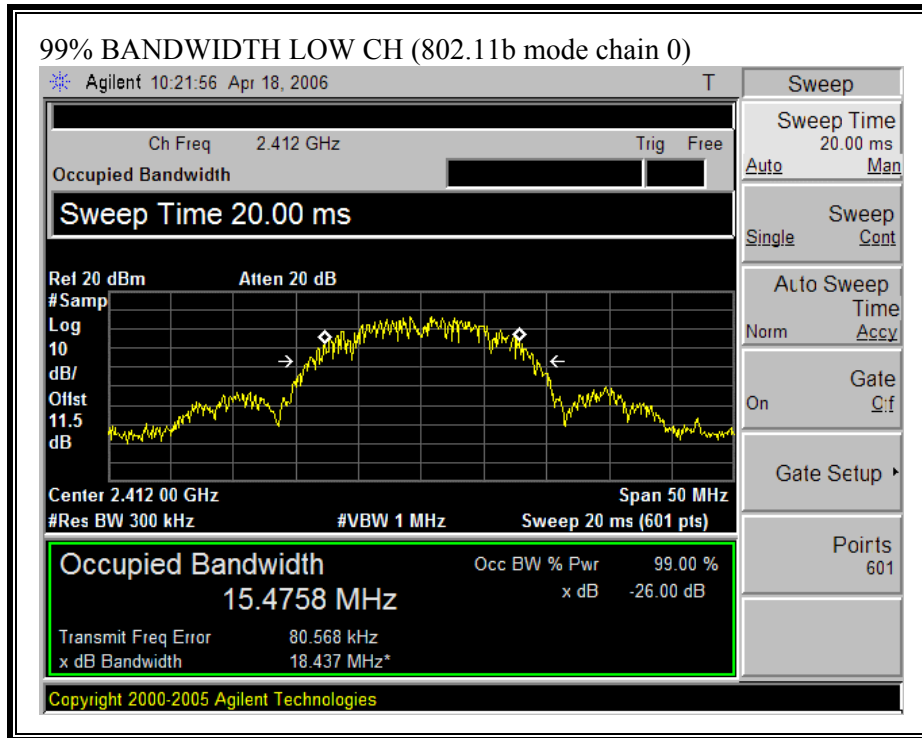 99% BANDWIDTH LOW CH (802.11b mode chain 0)
Agilent 10:21:56 Apr 18, 2006 T
Sweep
Ch Freq 2.412 GHz Trig Free
Occupied Bandwidth
Sweep Time 20.00 ms
Sweep Time
20.00 ms
Auto Man
Sweep
Single Cont
Auto Sweep
Time
Norm Accy
Gate
On Off
Gate Setup
Points
601
Ref 20 dBm Atten 20 dB
#Samp
Log
10
dB/
Offst
11.5
dB
Center 2.412 00 GHz Span 50 MHz
#Res BW 300 kHz #VBW 1 MHz Sweep 20 ms (601 pts)
Occupied Bandwidth Occ BW % Pwr 99.00 %
15.4758 MHz x dB -26.00 dB
Transmit Freq Error 80.568 kHz
x dB Bandwidth 18.437 MHz*
Copyright 2000-2005 Agilent Technologies